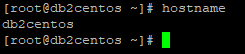 [root@db2centos ~]# hostname
db2centos
[root@db2centos ~]#